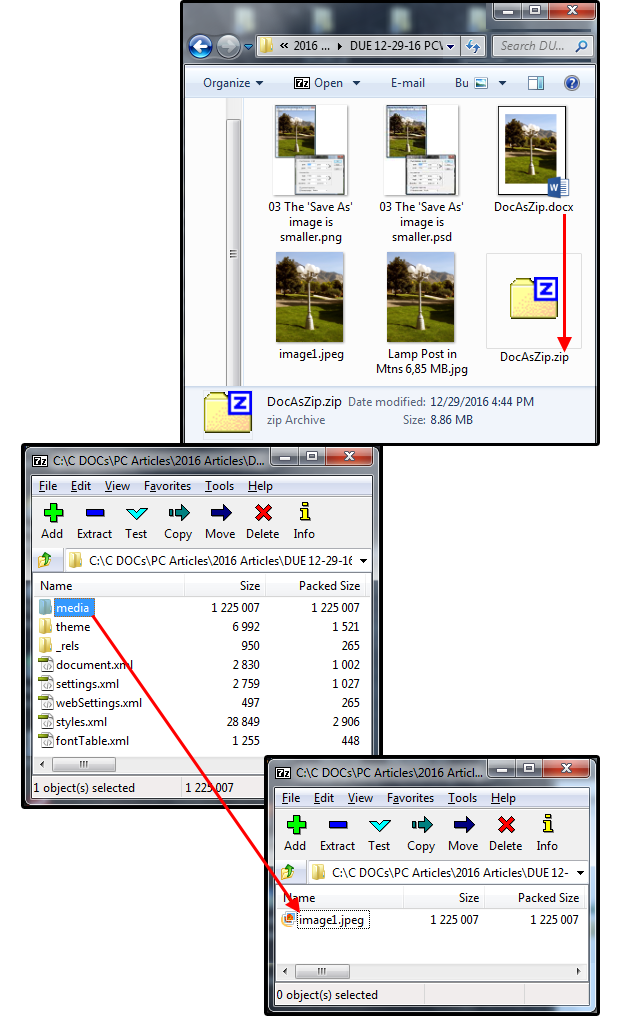 « 2016 ... ▸ DUE 12-29-16 PC\
Search DU...
Organize
7z Open
E-mail
Bu
03 The 'Save As'
image is
smaller.png
03 The 'Save As'
image is
smaller.psd
DocAsZip.docx
image1.jpeg
Lamp Post in
Mtns 6,85 MB.jpg
DocAsZip.zip
DocAsZip.zip Date modified: 12/29/2016 4:44 PM
zip Archive Size: 8.86 MB
7z C:\C DOCs\PC Articles\2016 Articles\D...
File Edit View Favorites Tools Help
Add Extract Test Copy Move Delete Info
C:\C DOCs\PC Articles\2016 Articles\DUE 12-29-16
Name Size Packed Size
media 1 225 007 1 225 007
theme 6 992 1 521
_rels 950 265
document.xml 2 830 1 002
settings.xml 2 759 1 027
webSettings.xml 497 265
styles.xml 28 849 2 906
fontTable.xml 1 255 448
1 object(s) selected 1 225 007
7z C:\C DOCs\PC Articles\2016 Articl...
File Edit View Favorites Tools Help
Add Extract Test Copy Move Delete Info
C:\C DOCs\PC Articles\2016 Articles\DUE 12-
Name Size Packed Size
image1.jpeg 1 225 007 1 225 007
0 object(s) selected